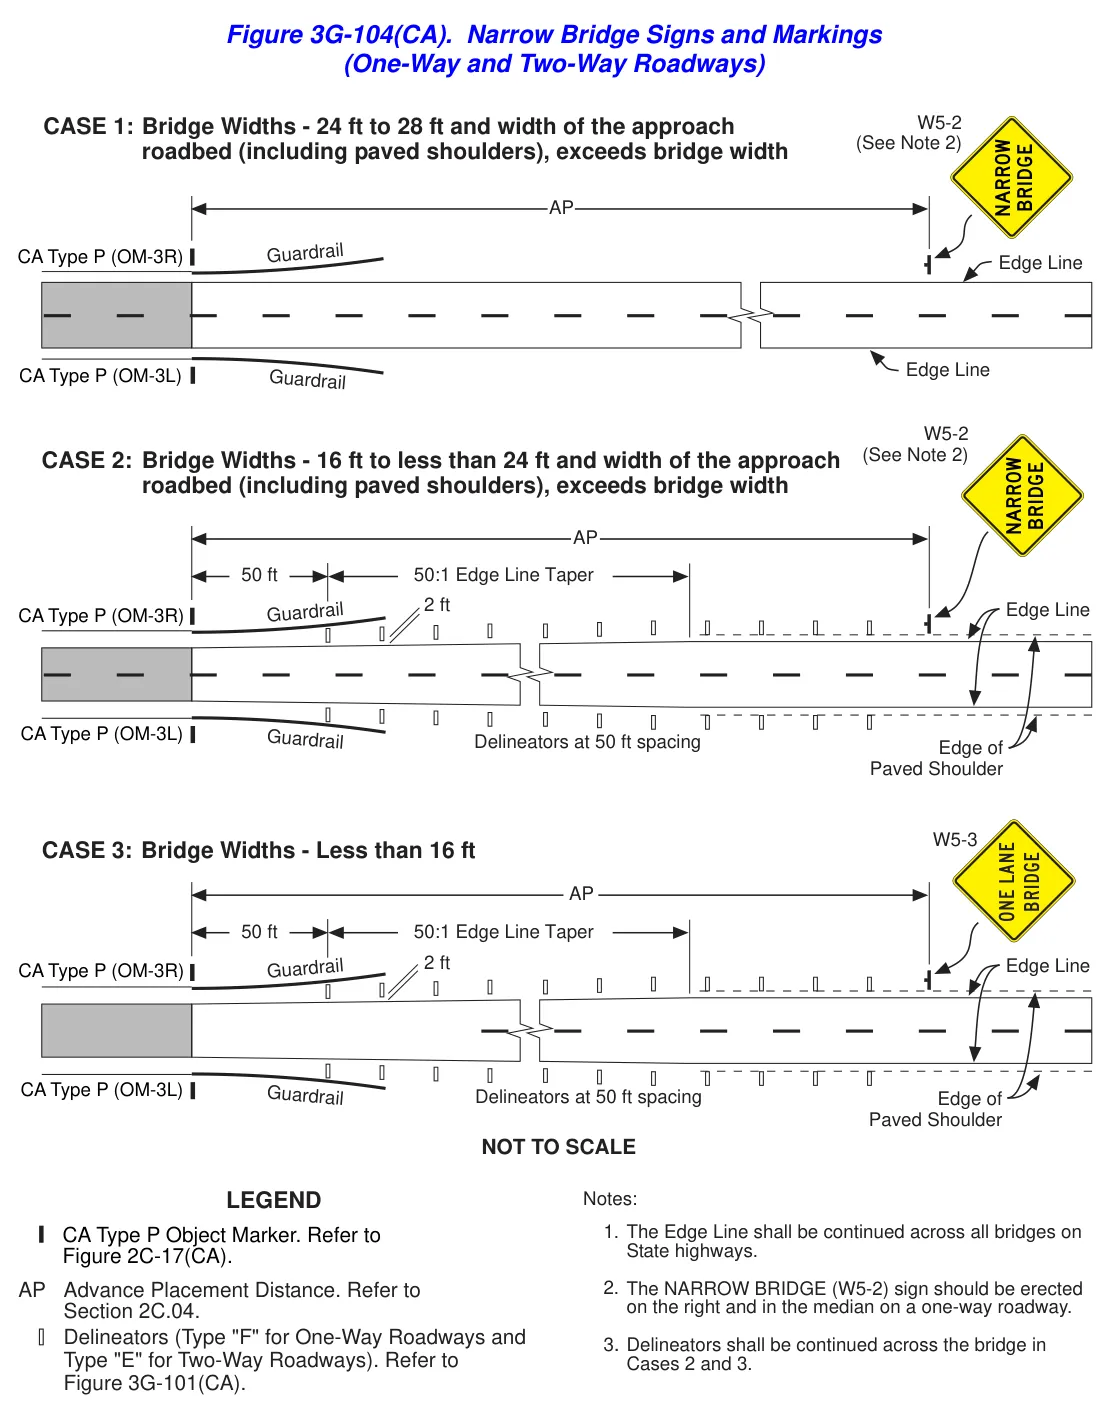 Figure 3G-104(CA).  Narrow Bridge Signs and Markings
(One-Way and Two-Way Roadways)
CASE 1: Bridge Widths - 24 ft to 28 ft and width of the approach
roadbed (including paved shoulders), exceeds bridge width
W5-2
(See Note 2)
NARROW
BRIDGE
AP
CA Type P (OM-3R)
Guardrail
Edge Line
CA Type P (OM-3L)
Guardrail
Edge Line
CASE 2: Bridge Widths - 16 ft to less than 24 ft and width of the approach
roadbed (including paved shoulders), exceeds bridge width
W5-2
(See Note 2)
NARROW
BRIDGE
AP
50 ft
50:1 Edge Line Taper
CA Type P (OM-3R)
Guardrail
2 ft
Edge Line
CA Type P (OM-3L)
Guardrail
Delineators at 50 ft spacing
Edge of
Paved Shoulder
CASE 3: Bridge Widths - Less than 16 ft
W5-3
ONE LANE
BRIDGE
AP
50 ft
50:1 Edge Line Taper
CA Type P (OM-3R)
Guardrail
2 ft
Edge Line
CA Type P (OM-3L)
Guardrail
Delineators at 50 ft spacing
Edge of
Paved Shoulder
NOT TO SCALE
LEGEND
CA Type P Object Marker. Refer to
Figure 2C-17(CA).
AP Advance Placement Distance. Refer to
Section 2C.04.
Delineators (Type "F" for One-Way Roadways and
Type "E" for Two-Way Roadways). Refer to
Figure 3G-101(CA).
Notes:
1. The Edge Line shall be continued across all bridges on
State highways.
2. The NARROW BRIDGE (W5-2) sign should be erected
on the right and in the median on a one-way roadway.
3. Delineators shall be continued across the bridge in
Cases 2 and 3.